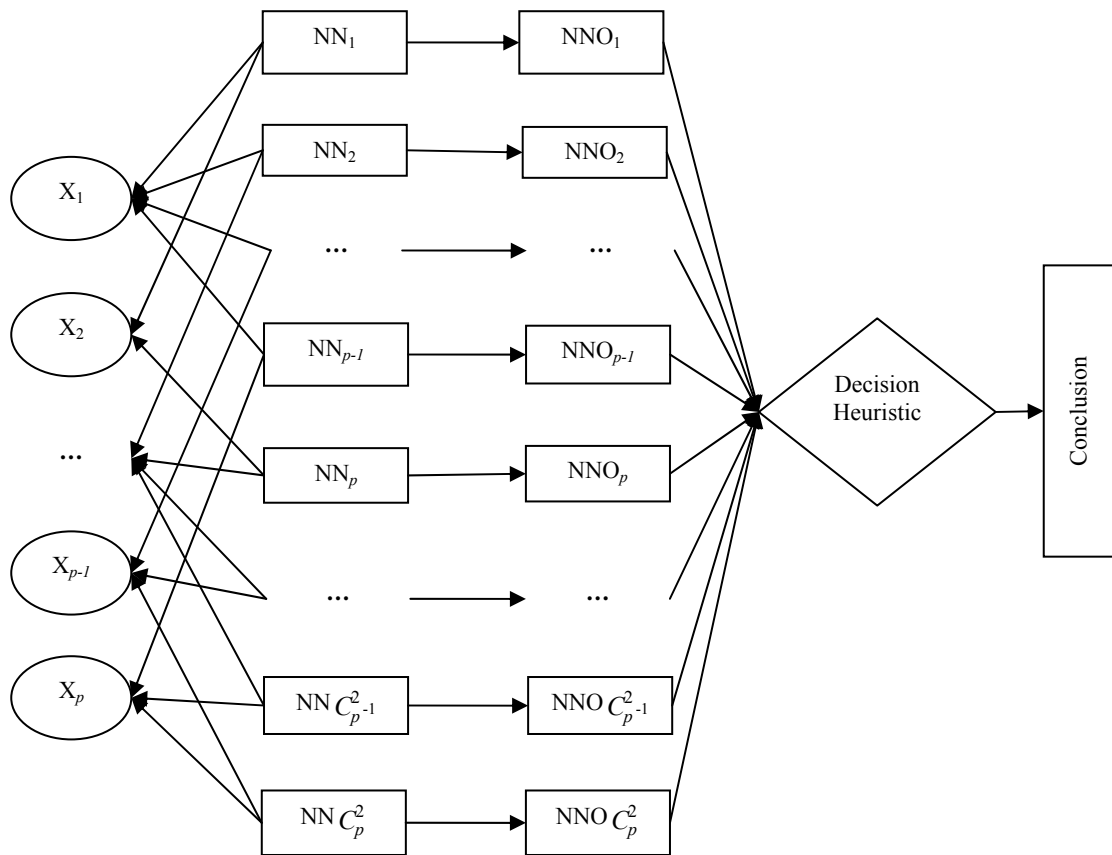 NN₁ NNO₁
NN₂ NNO₂
X₁
... ...
X₂
NNₚ₋₁ NNOₚ₋₁
Decision
Heuristic
Conclusion
...
NNₚ NNOₚ
Xₚ₋₁
... ...
Xₚ
NN C²ₚ₋₁ NNO C²ₚ₋₁
NN C²ₚ NNO C²ₚ